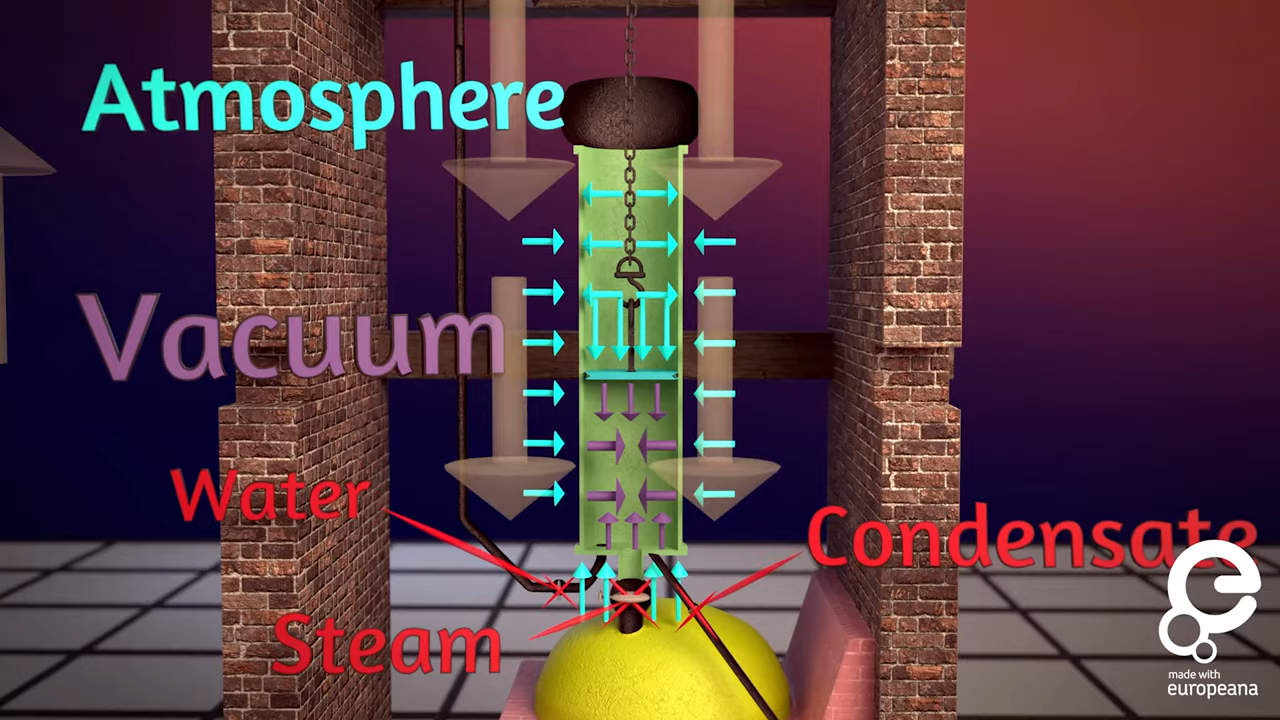 Atmosphere
Vacuum
Water
Condensate
Steam
made with
europeana